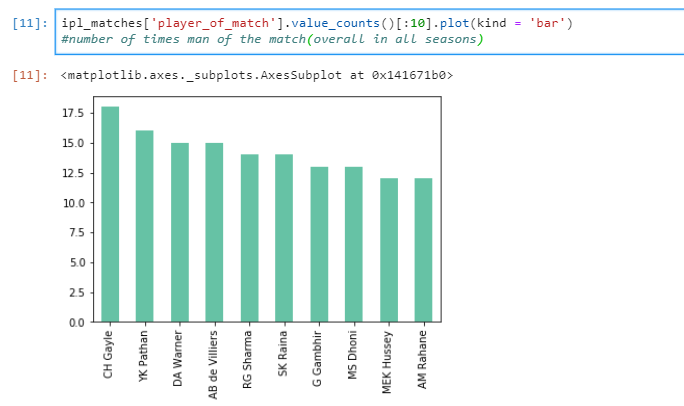 [11]: ipl_matches['player_of_match'].value_counts()[:10].plot(kind = 'bar')
#number of times man of the match(overall in all seasons)
[11]: <matplotlib.axes._subplots.AxesSubplot at 0x141671b0>
17.5
15.0
12.5
10.0
7.5
5.0
2.5
0.0
CH Gayle
YK Pathan
DA Warner
AB de Villiers
RG Sharma
SK Raina
G Gambhir
MS Dhoni
MEK Hussey
AM Rahane